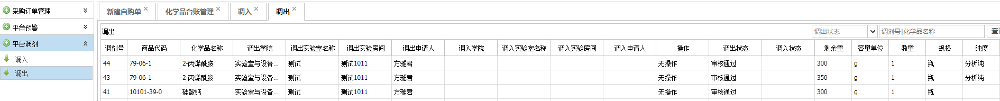 采购订单管理
平台预警
平台调剂
调入
调出
新建自购单 化学品台账管理 调入 调出
调出 调出状态 调剂号|化学品名称
调剂号 商品代码 化学品名称 调出学院 调出实验室名称 调出实验房间 调出申请人 调入学院 调入实验室名称 调入实验房间 调入申请人 操作 调出状态 调入状态 剩余量 容量单位 数量 规格 纯度
44 79-06-1 2-丙烯酰胺 实验室与设备... 测试 测试1011 方雅君 无操作 审核通过 300 g 1 瓶 分析纯
43 79-06-1 2-丙烯酰胺 实验室与设备... 测试 测试1011 方雅君 无操作 审核通过 350 g 1 瓶 分析纯
41 10101-39-0 硅酸钙 实验室与设备... 测试 测试1011 方雅君 无操作 审核通过 300 g 1 瓶